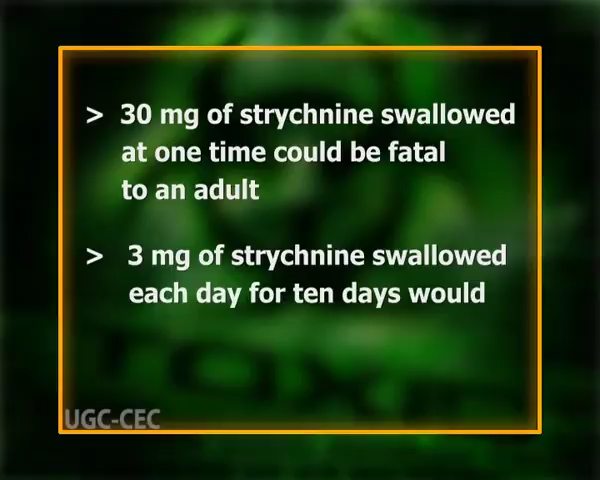 > 30 mg of strychnine swallowed
at one time could be fatal
to an adult
> 3 mg of strychnine swallowed
each day for ten days would
UGC-CEC